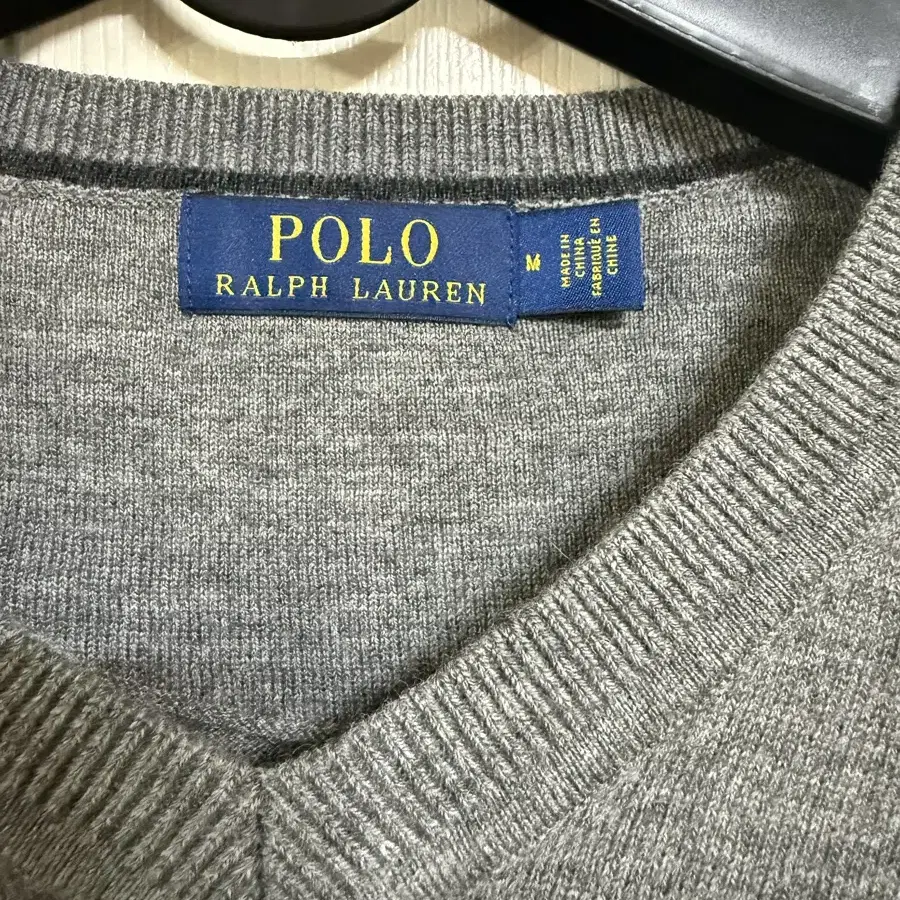 POLO
RALPH LAUREN
M
MADE IN
CHINA
FABRIQUÉ EN
CHINE